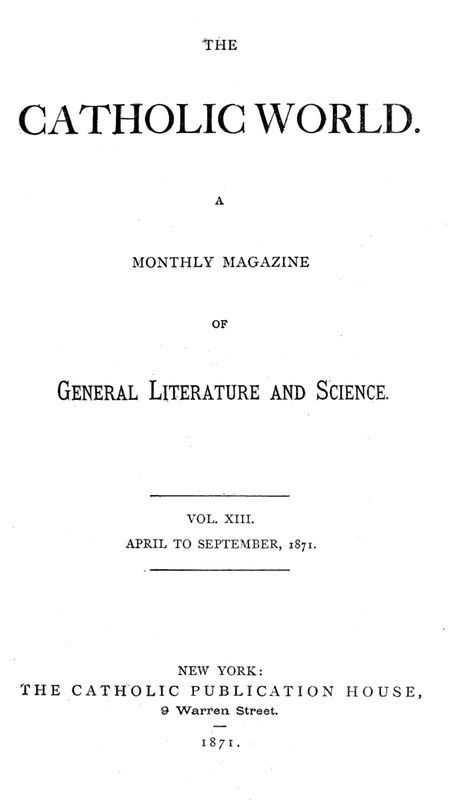 THE
CATHOLIC WORLD.
A
MONTHLY MAGAZINE
OF
GENERAL LITERATURE AND SCIENCE.
VOL. XIII.
APRIL TO SEPTEMBER, 1871.
NEW YORK:
THE CATHOLIC PUBLICATION HOUSE,
9 Warren Street.
1871.